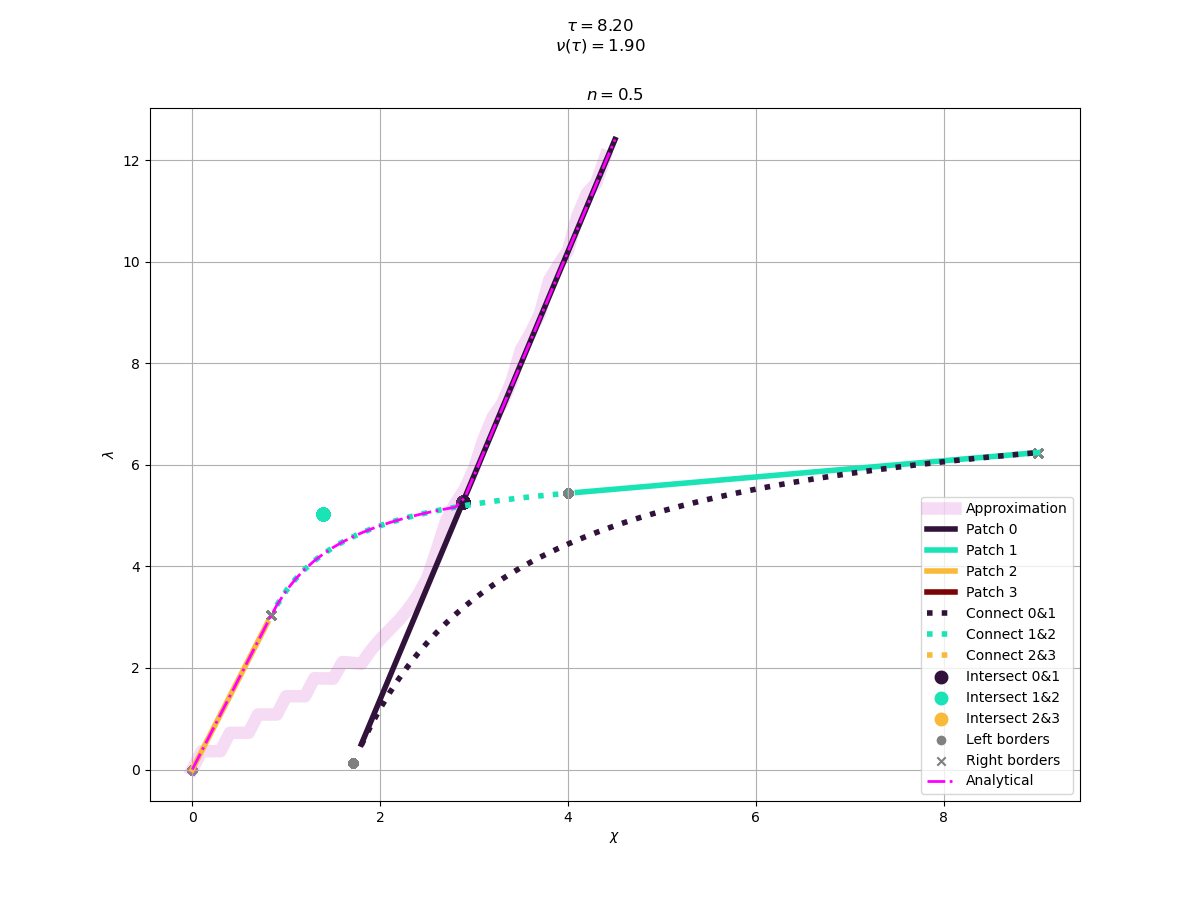 τ = 8.20
ν(τ) = 1.90
n = 0.5
12
10
8
6
4
2
0
λ
0 2 4 6 8
χ
Approximation
Patch 0
Patch 1
Patch 2
Patch 3
Connect 0&1
Connect 1&2
Connect 2&3
Intersect 0&1
Intersect 1&2
Intersect 2&3
Left borders
Right borders
Analytical